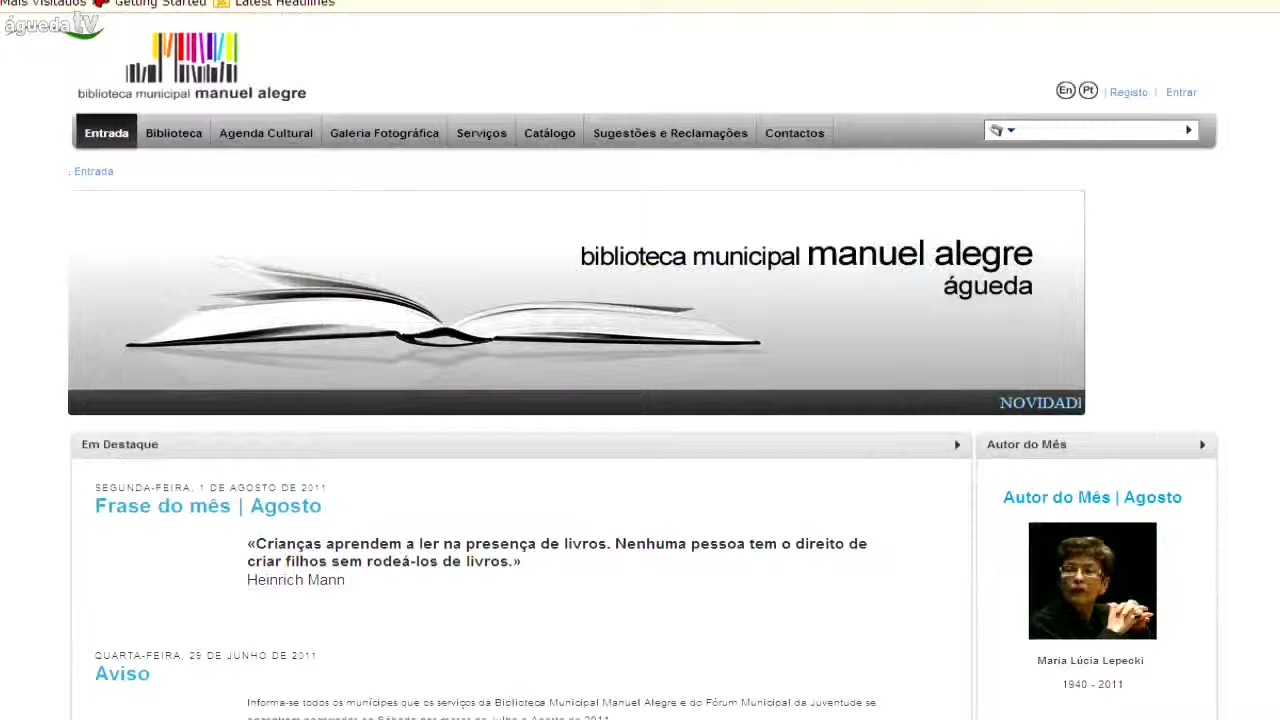 Mais Visitados Getting Started Latest Headlines
águeda tv
biblioteca municipal manuel alegre
En Pt | Registo | Entrar
Entrada Biblioteca Agenda Cultural Galeria Fotográfica Serviços Catálogo Sugestões e Reclamações Contactos
. Entrada
biblioteca municipal manuel alegre
águeda
Em Destaque
Autor do Mês
SEGUNDA-FEIRA, 1 DE AGOSTO DE 2011
Frase do mês | Agosto
«Crianças aprendem a ler na presença de livros. Nenhuma pessoa tem o direito de
criar filhos sem rodeá-los de livros.»
Heinrich Mann
QUARTA-FEIRA, 29 DE JUNHO DE 2011
Aviso
Informa-se todos os munícipes que os serviços da Biblioteca Municipal Manuel Alegre e do Fórum Municipal da Juventude se
Autor do Mês | Agosto
Maria Lúcia Lepecki
1940 - 2011